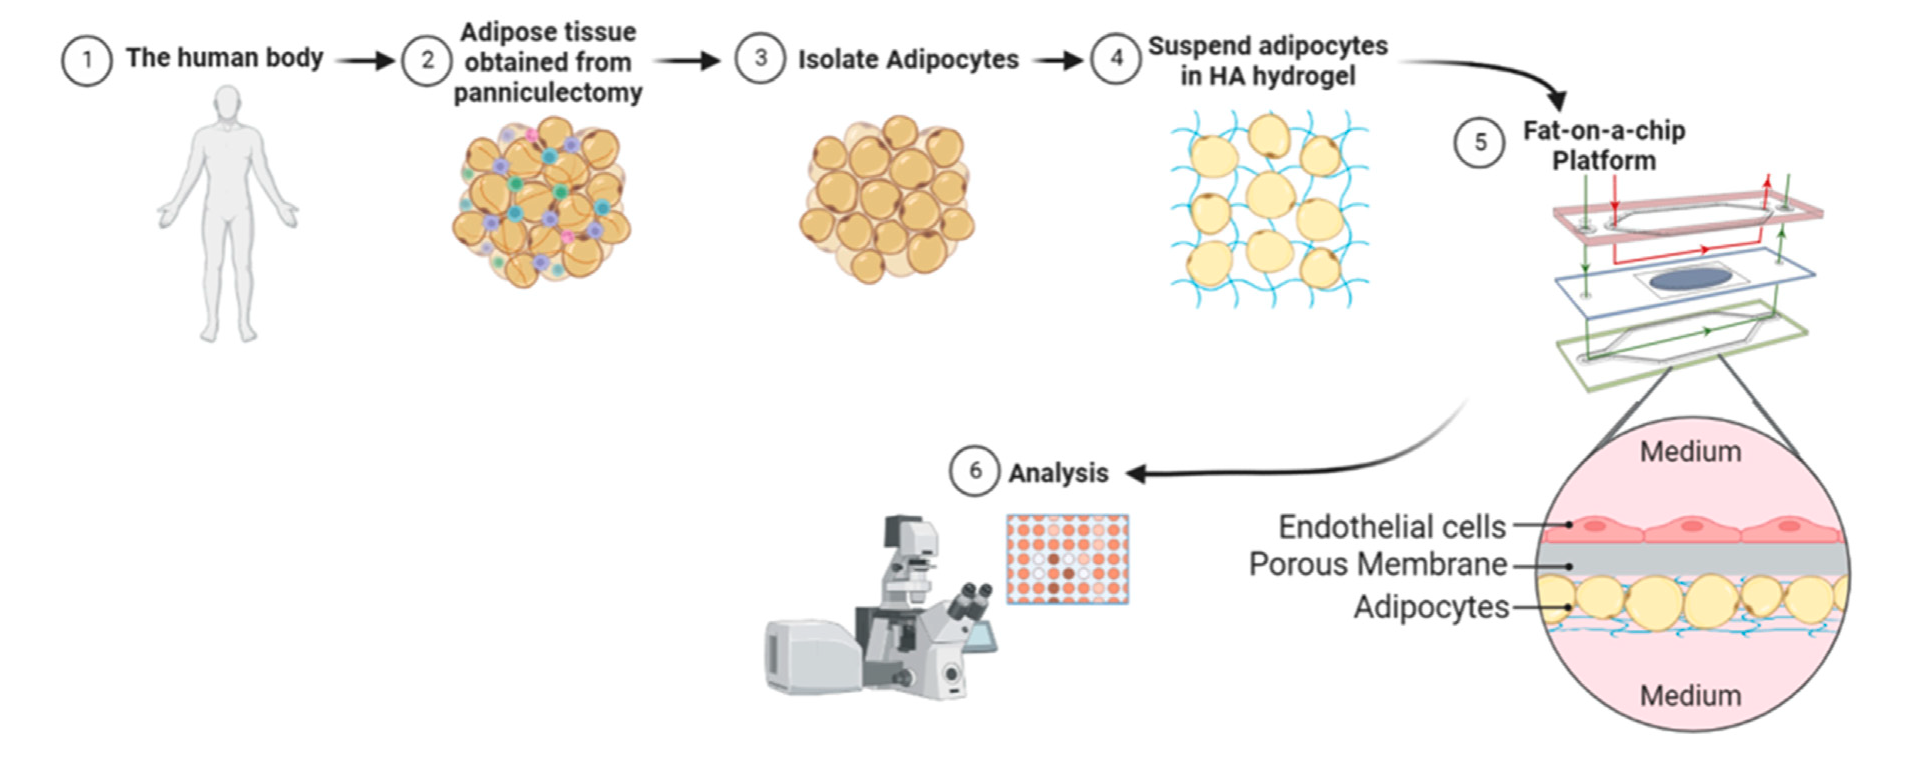 1
The human body
2
Adipose tissue
obtained from
panniculectomy
3
Isolate Adipocytes
4
Suspend adipocytes
in HA hydrogel
5
Fat-on-a-chip
Platform
Medium
Endothelial cells
Porous Membrane
Adipocytes
Medium
6
Analysis